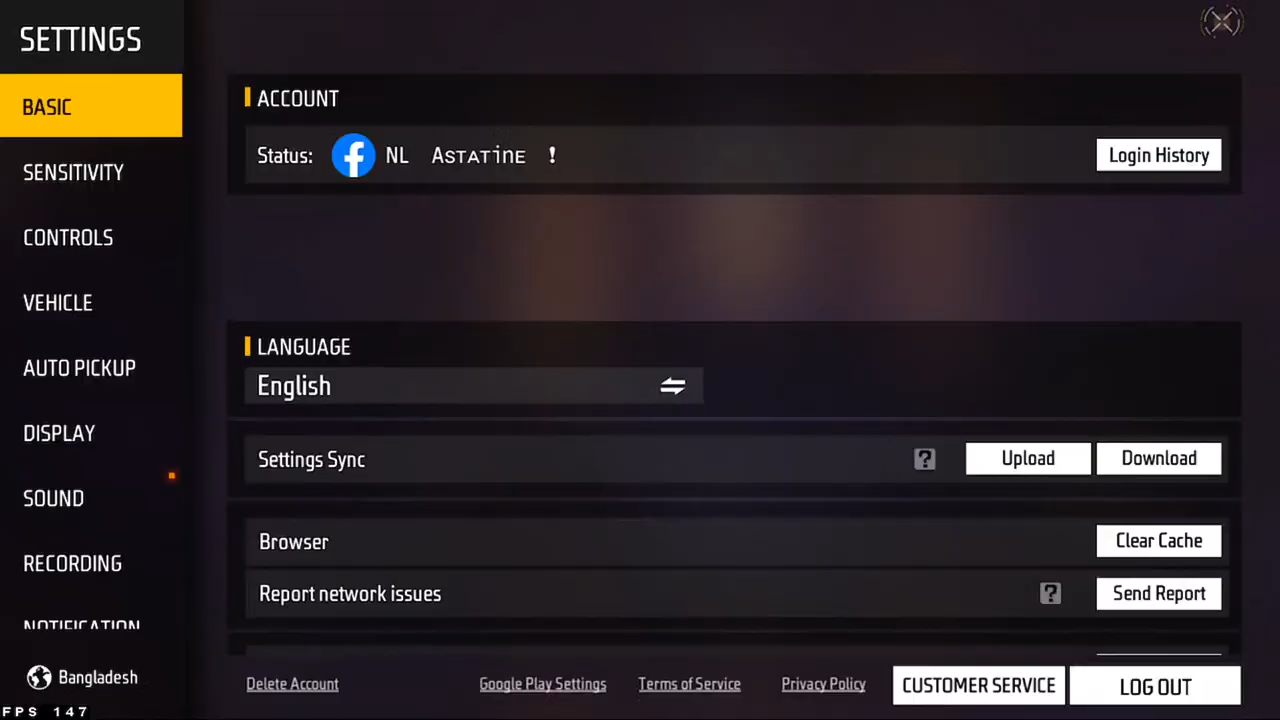 SETTINGS
BASIC
SENSITIVITY
CONTROLS
VEHICLE
AUTO PICKUP
DISPLAY
SOUND
RECORDING
NOTIFICATION
Bangladesh
FPS 147
ACCOUNT
Status: NL Astatine !
Login History
LANGUAGE
English
Settings Sync ? Upload Download
Browser Clear Cache
Report network issues ? Send Report
Delete Account Google Play Settings Terms of Service Privacy Policy CUSTOMER SERVICE LOG OUT